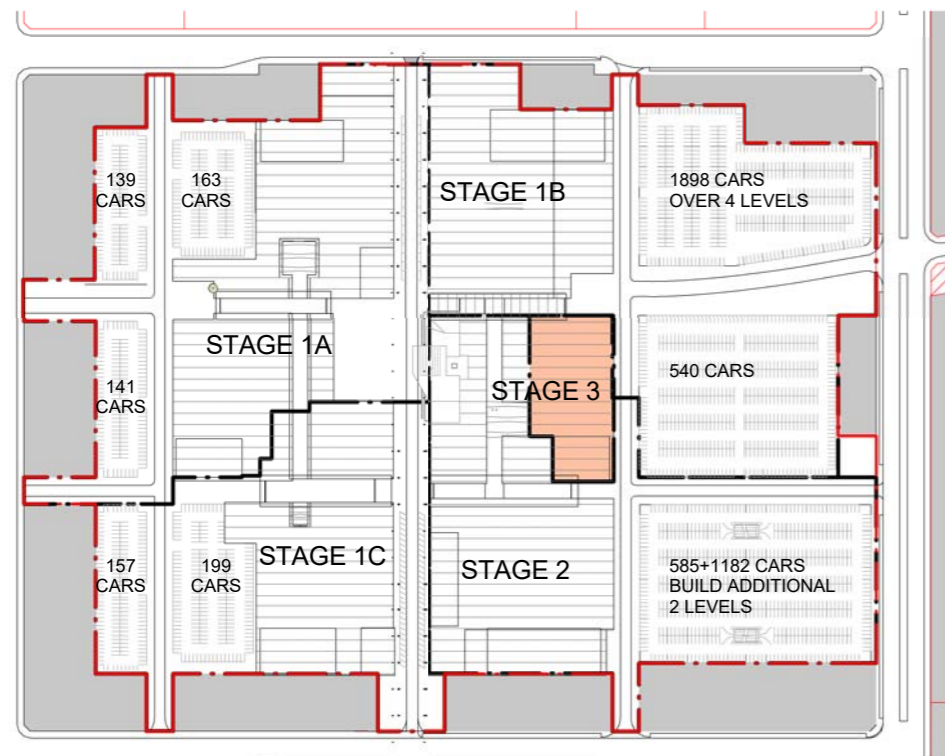 139
CARS
163
CARS
STAGE 1B
1898 CARS
OVER 4 LEVELS
STAGE 1A
141
CARS
STAGE 3
540 CARS
157
CARS
199
CARS
STAGE 1C
STAGE 2
585+1182 CARS
BUILD ADDITIONAL
2 LEVELS